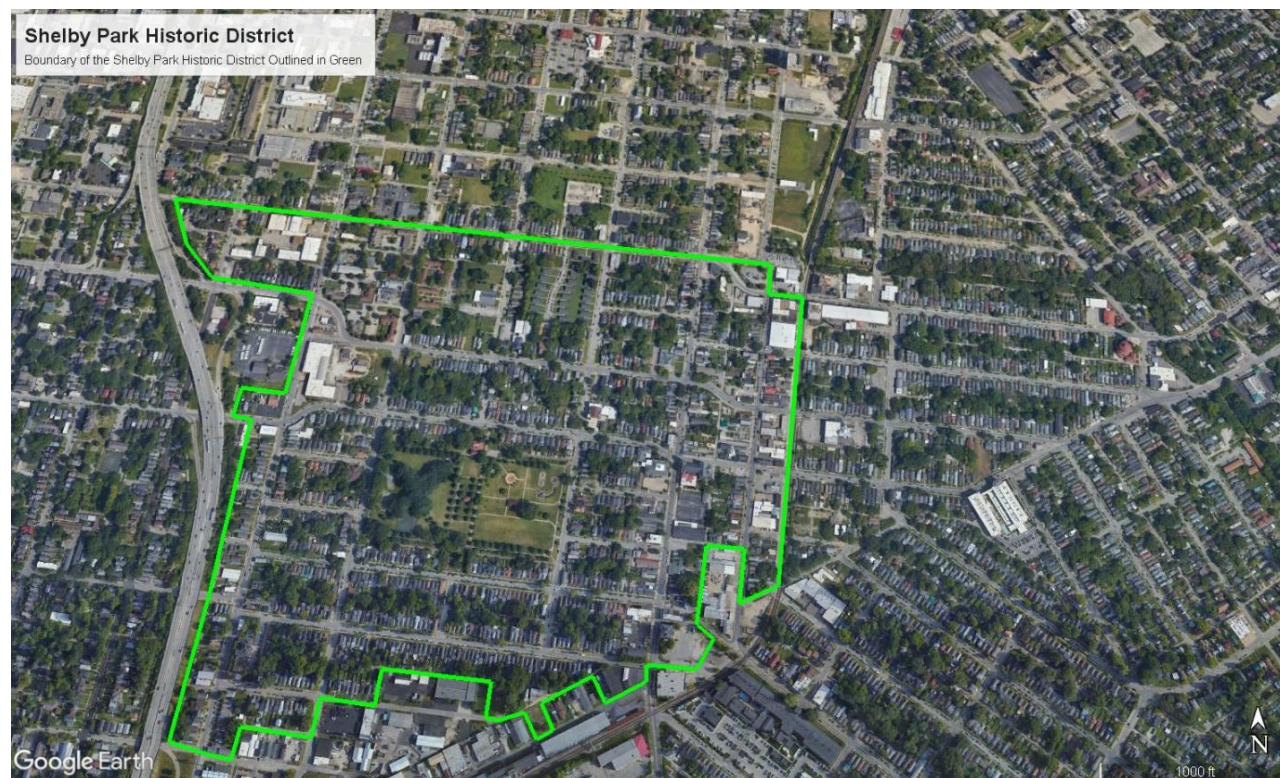 Shelby Park Historic District
Boundary of the Shelby Park Historic District Outlined in Green
N
Google Earth
1000 ft